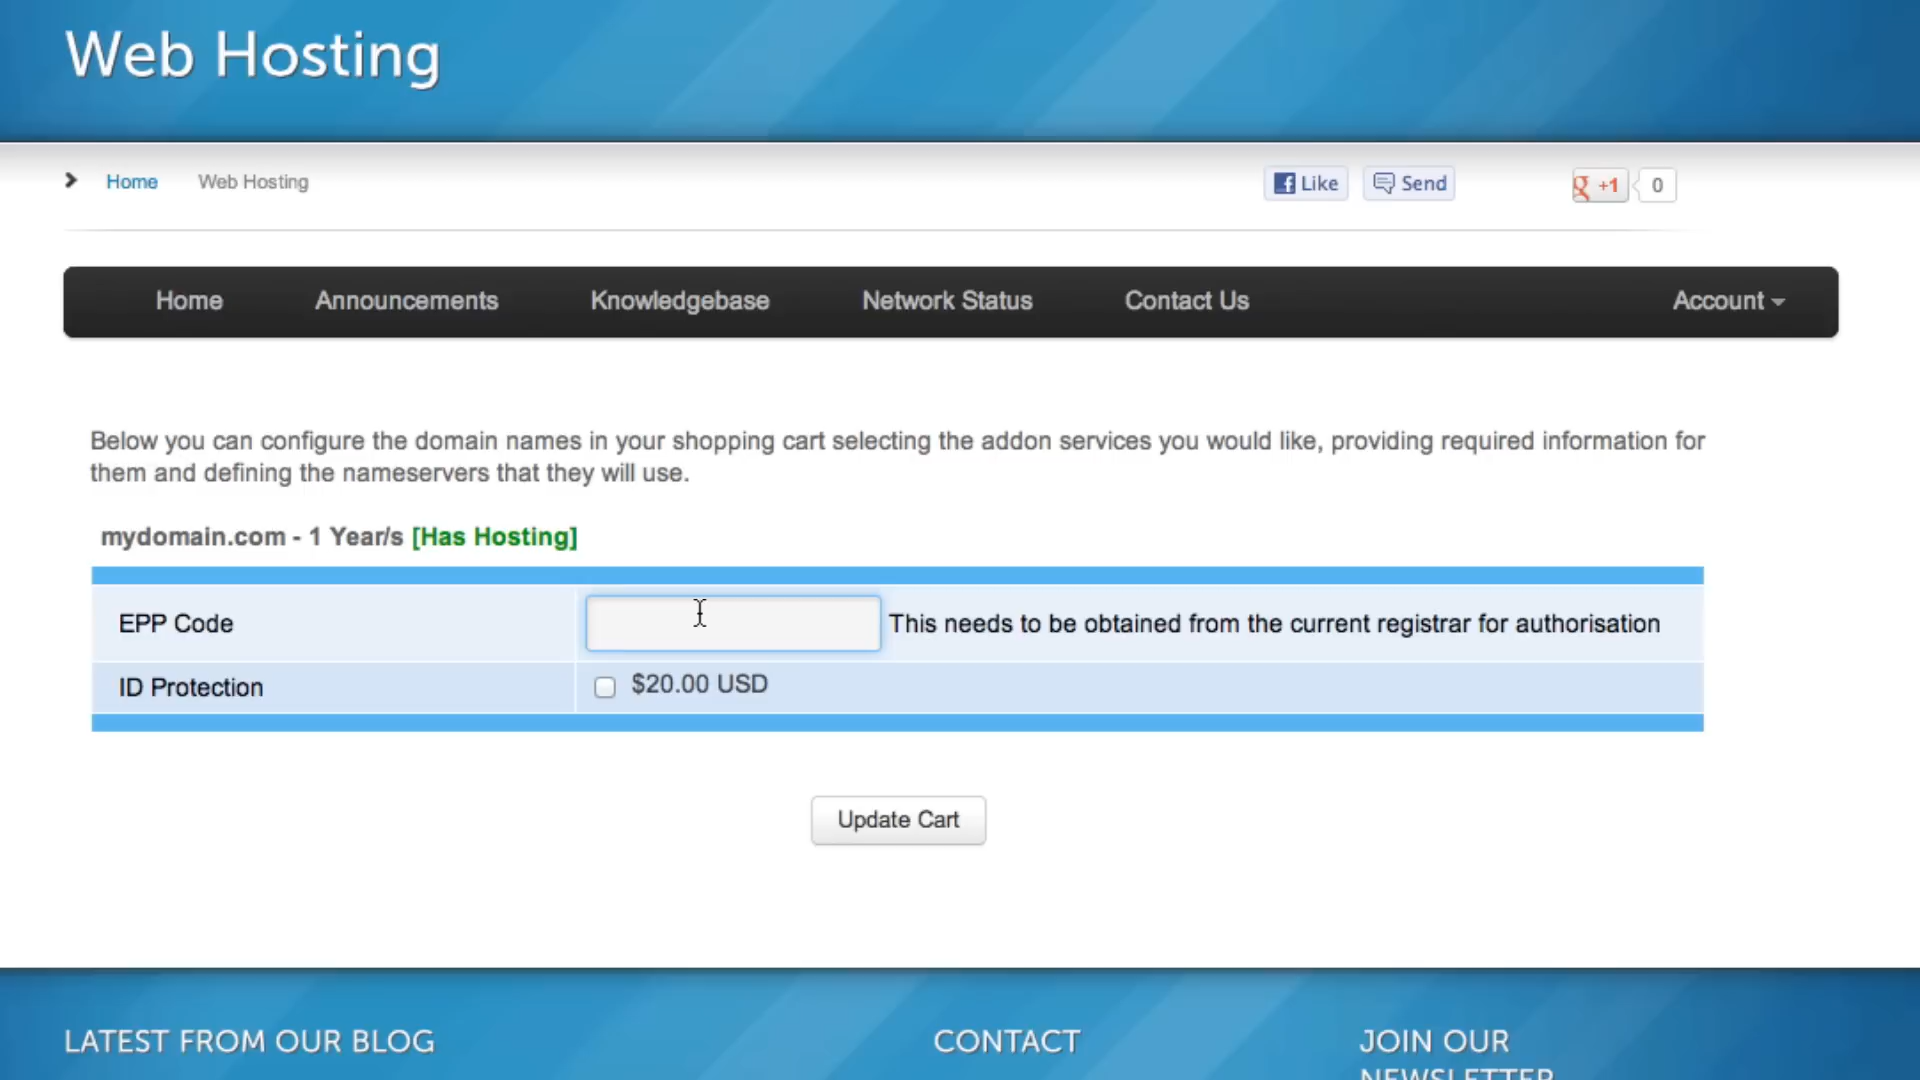 Web Hosting
Home Web Hosting
Like Send +1 0
Home Announcements Knowledgebase Network Status Contact Us Account
Below you can configure the domain names in your shopping cart selecting the addon services you would like, providing required information for
them and defining the nameservers that they will use.
mydomain.com - 1 Year/s [Has Hosting]
EPP Code This needs to be obtained from the current registrar for authorisation
ID Protection $20.00 USD
Update Cart
LATEST FROM OUR BLOG CONTACT JOIN OUR
NEWSLETTER